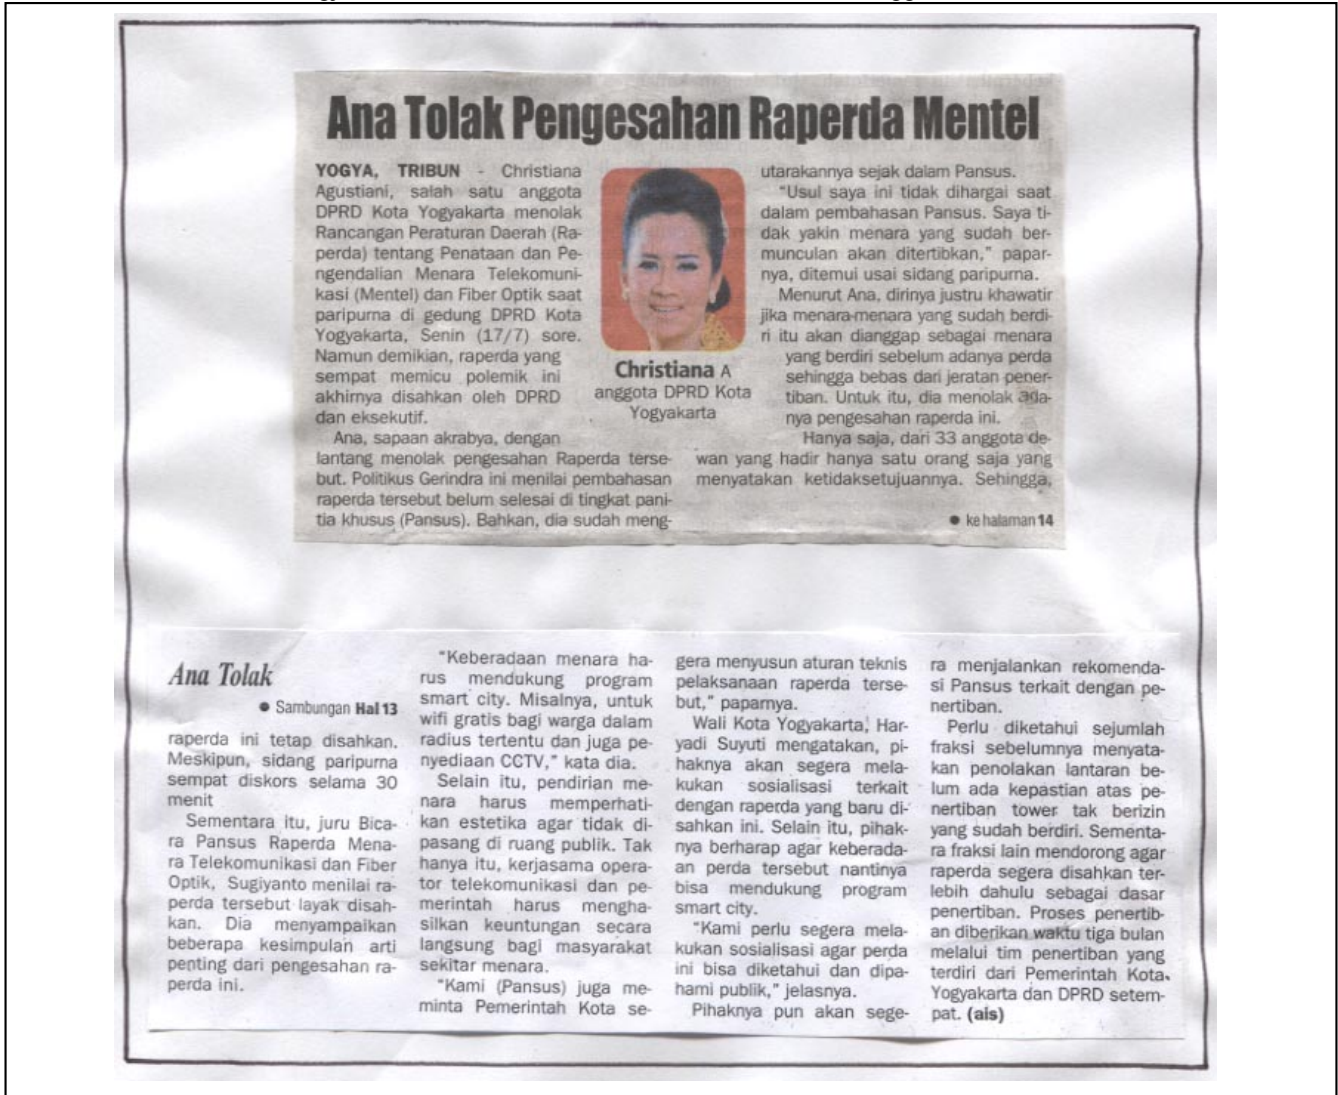 Ana Tolak Pengesahan Raperda Mentel
YOGYA, TRIBUN - Christiana
Agustiani, salah satu anggota
DPRD Kota Yogyakarta menolak
Rancangan Peraturan Daerah (Ra-
perda) tentang Penataan dan Pe-
ngendalian Menara Telekomuni-
kasi (Mentel) dan Fiber Optik saat
paripurna di gedung DPRD Kota
Yogyakarta, Senin (17/7) sore.
Namun demikian, raperda yang
sempat memicu polemik ini
akhirnya disahkan oleh DPRD
dan eksekutif.
Ana, sapaan akrabya, dengan
lantang menolak pengesahan Raperda terse-
but. Politikus Gerindra ini menilai pembahasan
raperda tersebut belum selesai di tingkat pani-
tia khusus (Pansus). Bahkan, dia sudah meng-
Christiana A
anggota DPRD Kota
Yogyakarta
utarakannya sejak dalam Pansus.
"Usul saya ini tidak dihargai saat
dalam pembahasan Pansus. Saya ti-
dak yakin menara yang sudah ber-
munculan akan ditertibkan," papar-
nya, ditemui usai sidang paripurna.
Menurut Ana, dirinya justru khawatir
jika menara-menara yang sudah berdi-
ri itu akan dianggap sebagai menara
yang berdiri sebelum adanya perda
sehingga bebas dari jeratan pener-
tiban. Untuk itu, dia menolak ada-
nya pengesahan raperda ini.
Hanya saja, dari 33 anggota de-
wan yang hadir hanya satu orang saja yang
menyatakan ketidaksetujuannya. Sehingga,
● ke halaman 14
Ana Tolak
● Sambungan Hal 13
raperda ini tetap disahkan.
Meskipun, sidang paripurna
sempat diskors selama 30
menit
Sementara itu, juru Bica-
ra Pansus Raperda Mena-
ra Telekomunikasi dan Fiber
Optik, Sugiyanto menilai ra-
perda tersebut layak disah-
kan. Dia menyampaikan
beberapa kesimpulan arti
penting dari pengesahan ra-
perda ini.
"Keberadaan menara ha-
rus mendukung program
smart city. Misalnya, untuk
wifi gratis bagi warga dalam
radius tertentu dan juga pe-
nyediaan CCTV," kata dia.
Selain itu, pendirian me-
nara harus memperhati-
kan estetika agar tidak di-
pasang di ruang publik. Tak
hanya itu, kerjasama opera-
tor telekomunikasi dan pe-
merintah harus mengha-
silkan keuntungan secara
langsung bagi masyarakat
sekitar menara.
"Kami (Pansus) juga me-
minta Pemerintah Kota se-
gera menyusun aturan teknis
pelaksanaan raperda terse-
but," paparnya.
Wali Kota Yogyakarta, Har-
yadi Suyuti mengatakan, pi-
haknya akan segera mela-
kukan sosialisasi terkait
dengan raperda yang baru di-
sahkan ini. Selain itu, pihak-
nya berharap agar keberada-
an perda tersebut nantinya
bisa mendukung program
smart city.
"Kami perlu segera mela-
kukan sosialisasi agar perda
ini bisa diketahui dan dipa-
hami publik," jelasnya.
Pihaknya pun akan sege-
ra menjalankan rekomenda-
si Pansus terkait dengan pe-
nertiban.
Perlu diketahui sejumlah
fraksi sebelumnya menyata-
kan penolakan lantaran be-
lum ada kepastian atas pe-
nertiban tower tak berizin
yang sudah berdiri. Sementa-
ra fraksi lain mendorong agar
raperda segera disahkan ter-
lebih dahulu sebagai dasar
penertiban. Proses penertib-
an diberikan waktu tiga bulan
melalui tim penertiban yang
terdiri dari Pemerintah Kota
Yogyakarta dan DPRD setem-
pat. (ais)